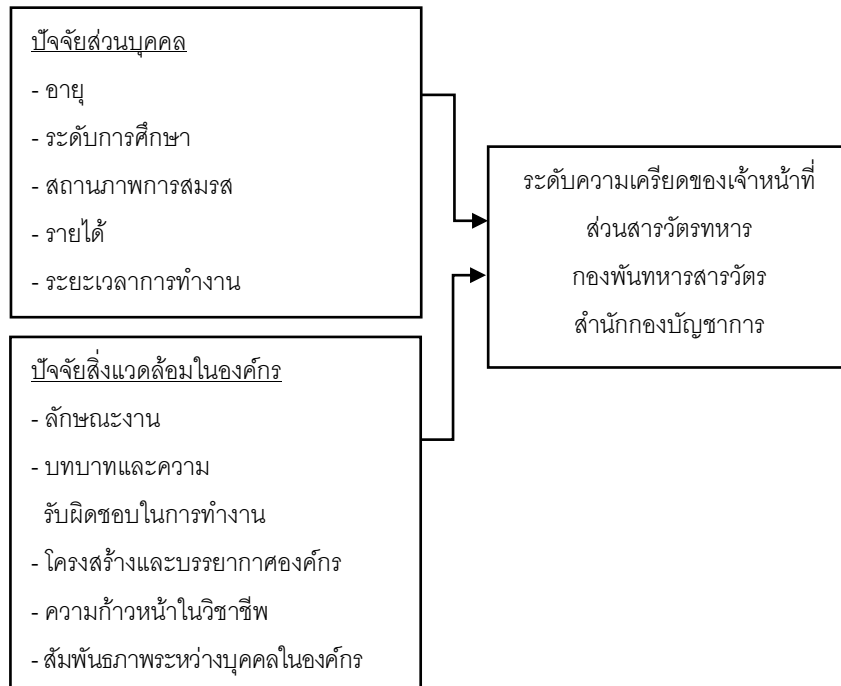 ปัจจัยส่วนบุคคล
- อายุ
- ระดับการศึกษา
- สถานภาพการสมรส
- รายได้
- ระยะเวลาการทำงาน
ปัจจัยสิ่งแวดล้อมในองค์กร
- ลักษณะงาน
- บทบาทและความ
รับผิดชอบในการทำงาน
- โครงสร้างและบรรยากาศองค์กร
- ความก้าวหน้าในวิชาชีพ
- สัมพันธภาพระหว่างบุคคลในองค์กร
ระดับความเครียดของเจ้าหน้าที่
ส่วนสารวัตรทหาร
กองพันทหารสารวัตร
สำนักกองบัญชาการ